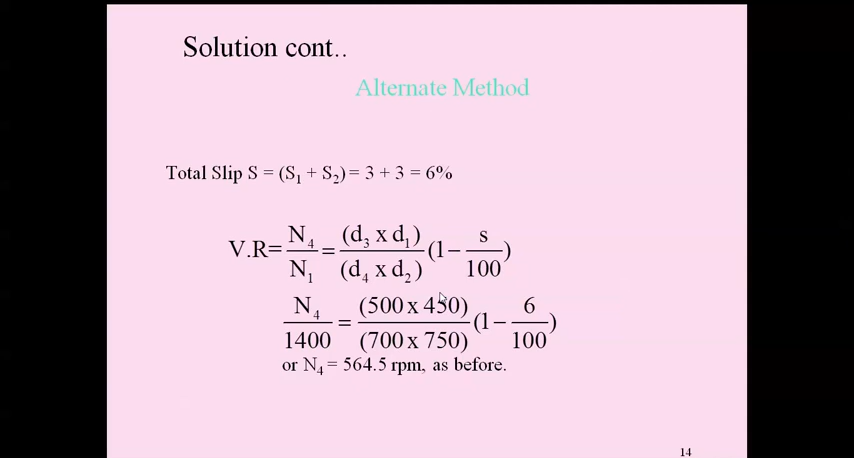 Solution cont..
Alternate Method
Total Slip S = (S₁ + S₂) = 3 + 3 = 6%
V.R= N₄/N₁ = (d₃ x d₁)/(d₄ x d₂) (1 − s/100)
N₄/1400 = (500 x 450)/(700 x 750) (1 − 6/100)
or N₄ = 564.5 rpm, as before.
14